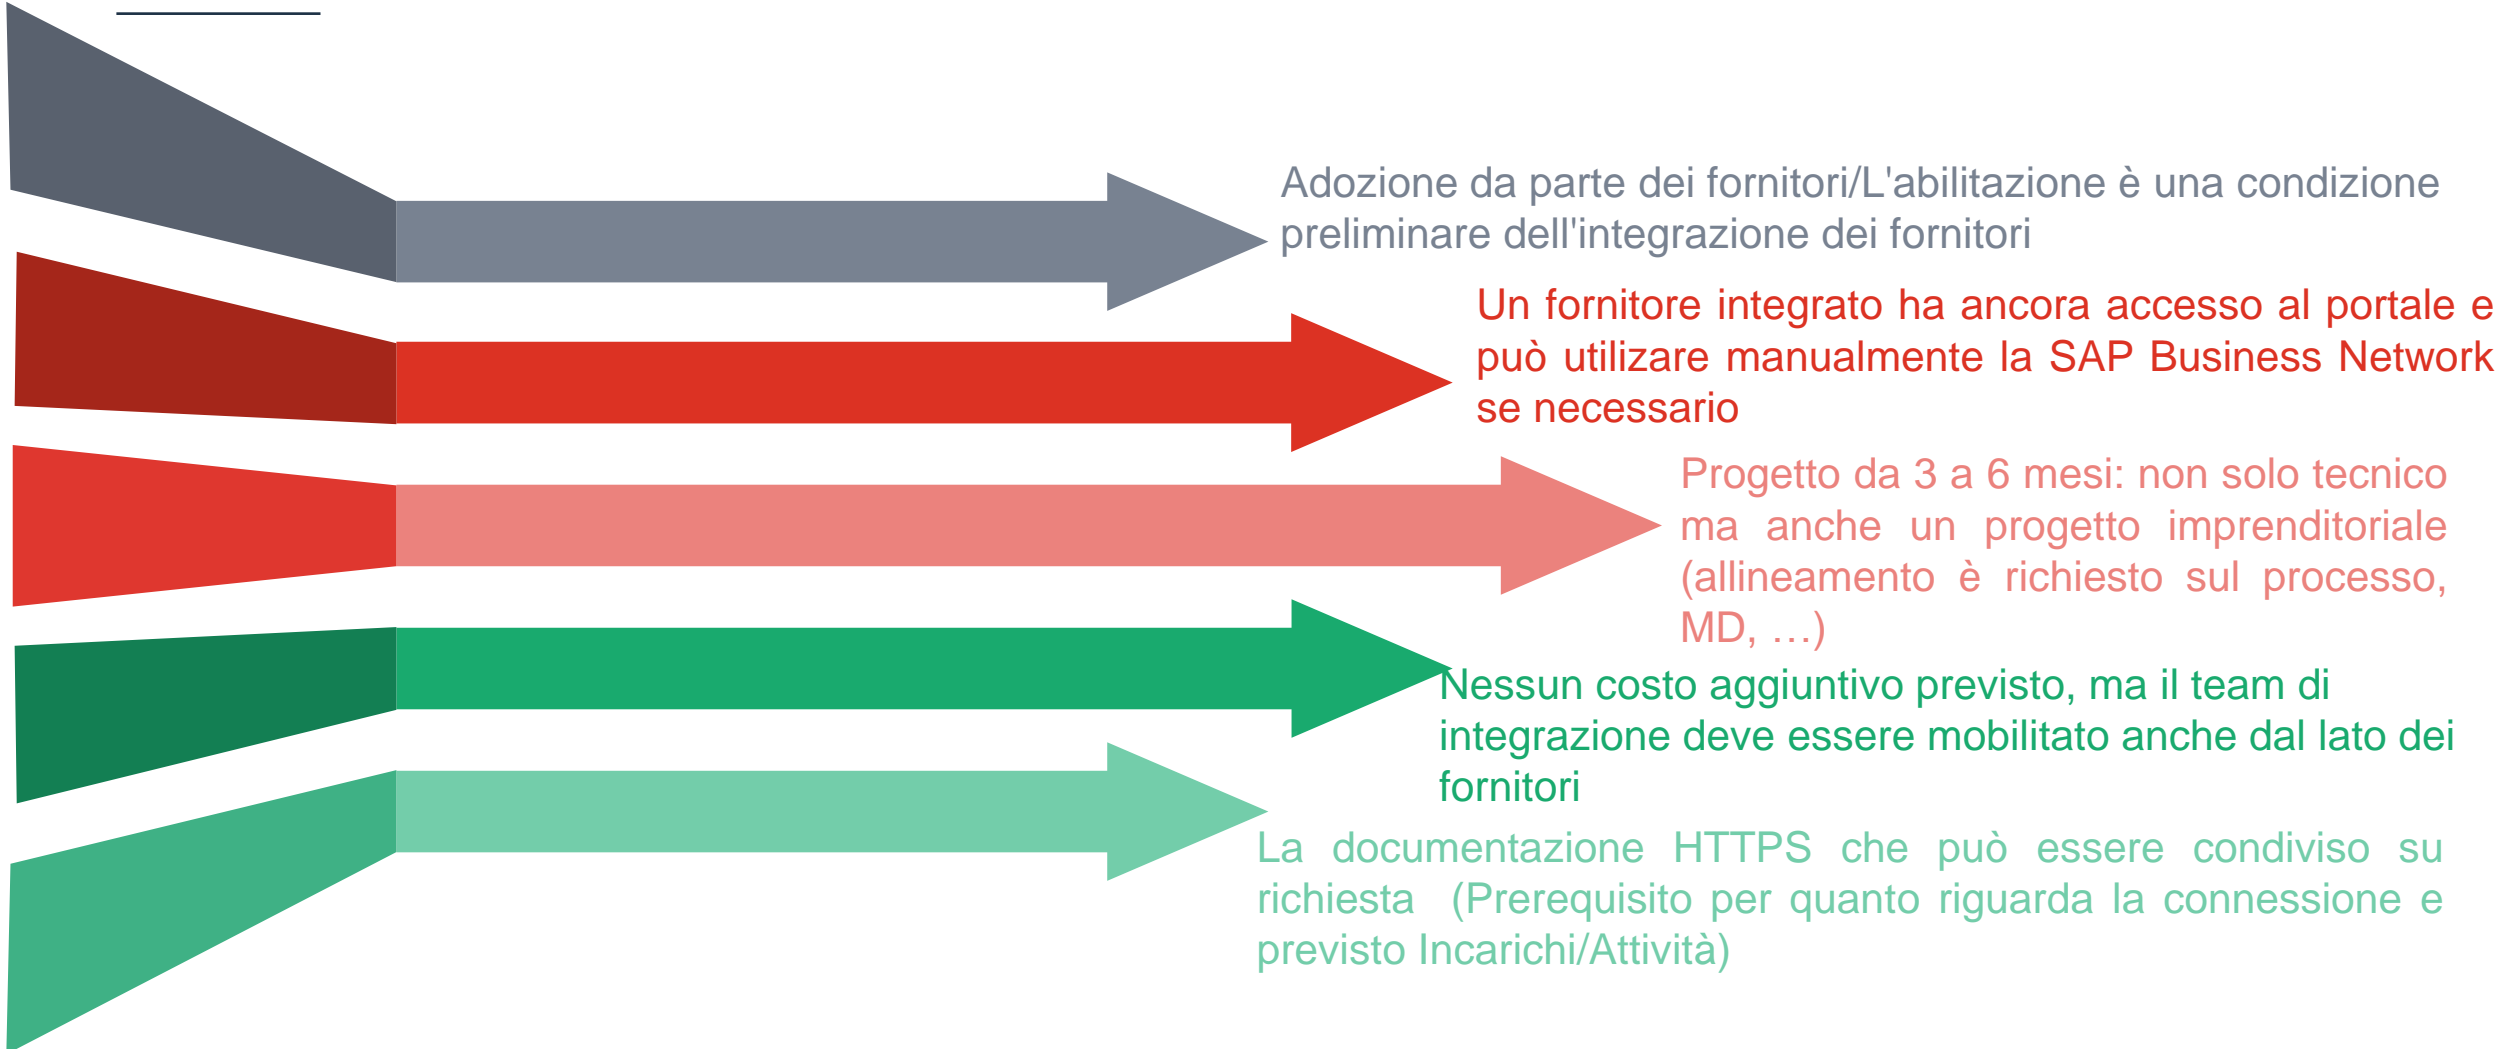 Adozione da parte dei fornitori/L'abilitazione è una condizione
preliminare dell'integrazione dei fornitori
Un fornitore integrato ha ancora accesso al portale e
può utilizzare manualmente la SAP Business Network
se necessario
Progetto da 3 a 6 mesi: non solo tecnico
ma anche un progetto imprenditoriale
(allineamento è richiesto sul processo,
MD, …)
Nessun costo aggiuntivo previsto, ma il team di
integrazione deve essere mobilitato anche dal lato dei
fornitori
La documentazione HTTPS che può essere condiviso su
richiesta (Prerequisito per quanto riguarda la connessione e
previsto Incarichi/Attività)